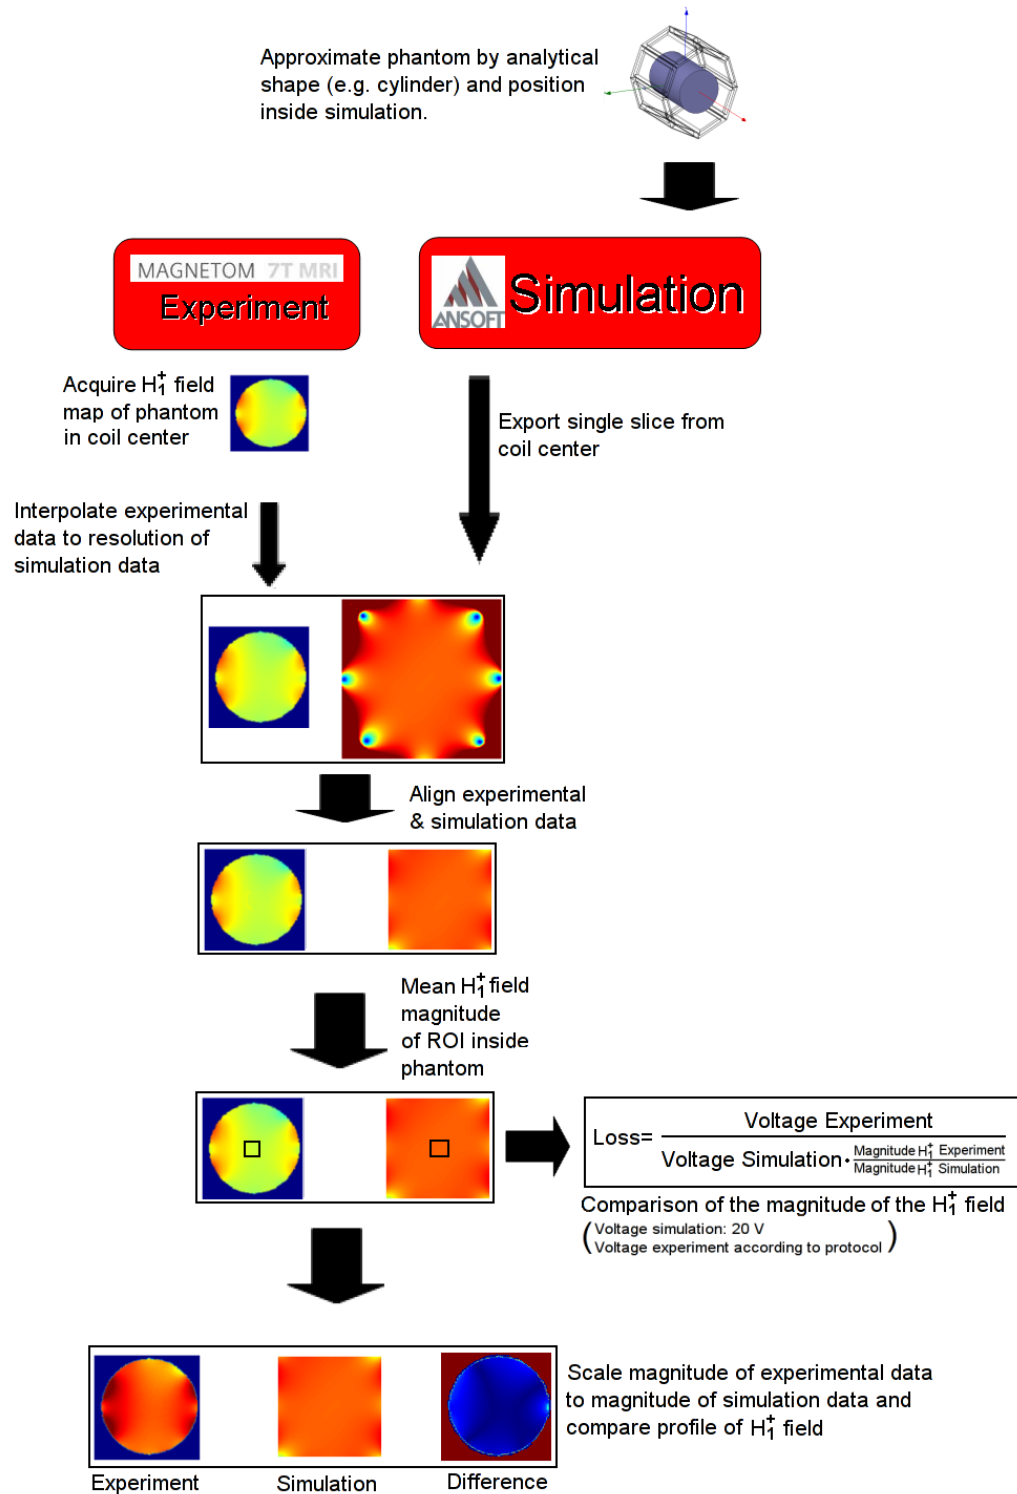 Approximate phantom by analytical
shape (e.g. cylinder) and position
inside simulation.
MAGNETOM 7T MRI
Experiment
ANSOFT
Simulation
Acquire H₁⁺ field
map of phantom
in coil center
Export single slice from
coil center
Interpolate experimental
data to resolution of
simulation data
Align experimental
& simulation data
Mean H₁⁺ field
magnitude
of ROI inside
phantom
Loss= Voltage Experiment / Voltage Simulation · Magnitude H₁⁺ Experiment / Magnitude H₁⁺ Simulation
Comparison of the magnitude of the H₁⁺ field
(Voltage simulation: 20 V
Voltage experiment according to protocol)
Scale magnitude of experimental data
to magnitude of simulation data and
compare profile of H₁⁺ field
Experiment Simulation Difference